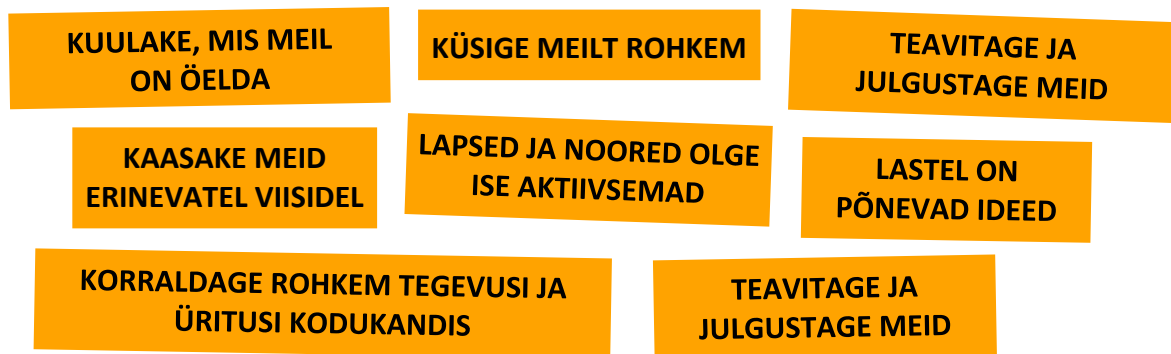 KUULAKE, MIS MEIL
ON ÖELDA
KÜSIGE MEILT ROHKEM
TEAVITAGE JA
JULGUSTAGE MEID
KAASAKE MEID
ERINEVATEL VIISIDEL
LAPSED JA NOORED OLGE
ISE AKTIIVSEMAD
LASTEL ON
PÕNEVAD IDEED
KORRALDAGE ROHKEM TEGEVUSI JA
ÜRITUSI KODUKANDIS
TEAVITAGE JA
JULGUSTAGE MEID